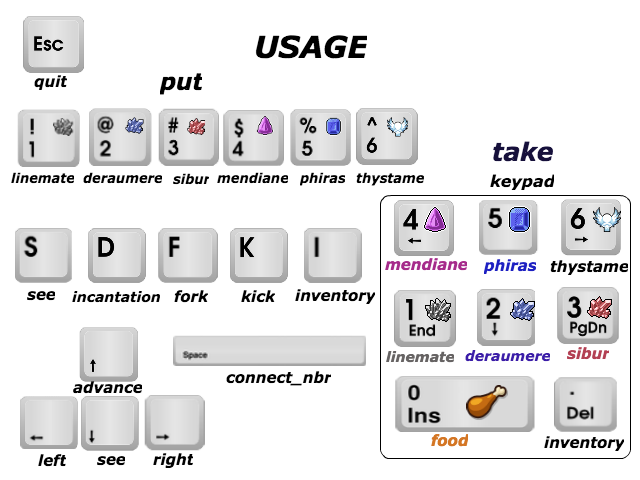 USAGE
Esc
quit
put
! 1
@ 2
# 3
$ 4
% 5
^ 6
linemate deraumere sibur mendiane phiras thystame
take
keypad
4 ←
5
6 →
mendiane phiras thystame
S D F K I
see incantation fork kick inventory
1 End
2 ↓
3 PgDn
linemate deraumere sibur
↑
advance
Space
connect_nbr
0 Ins
. Del
food inventory
← ↓ →
left see right